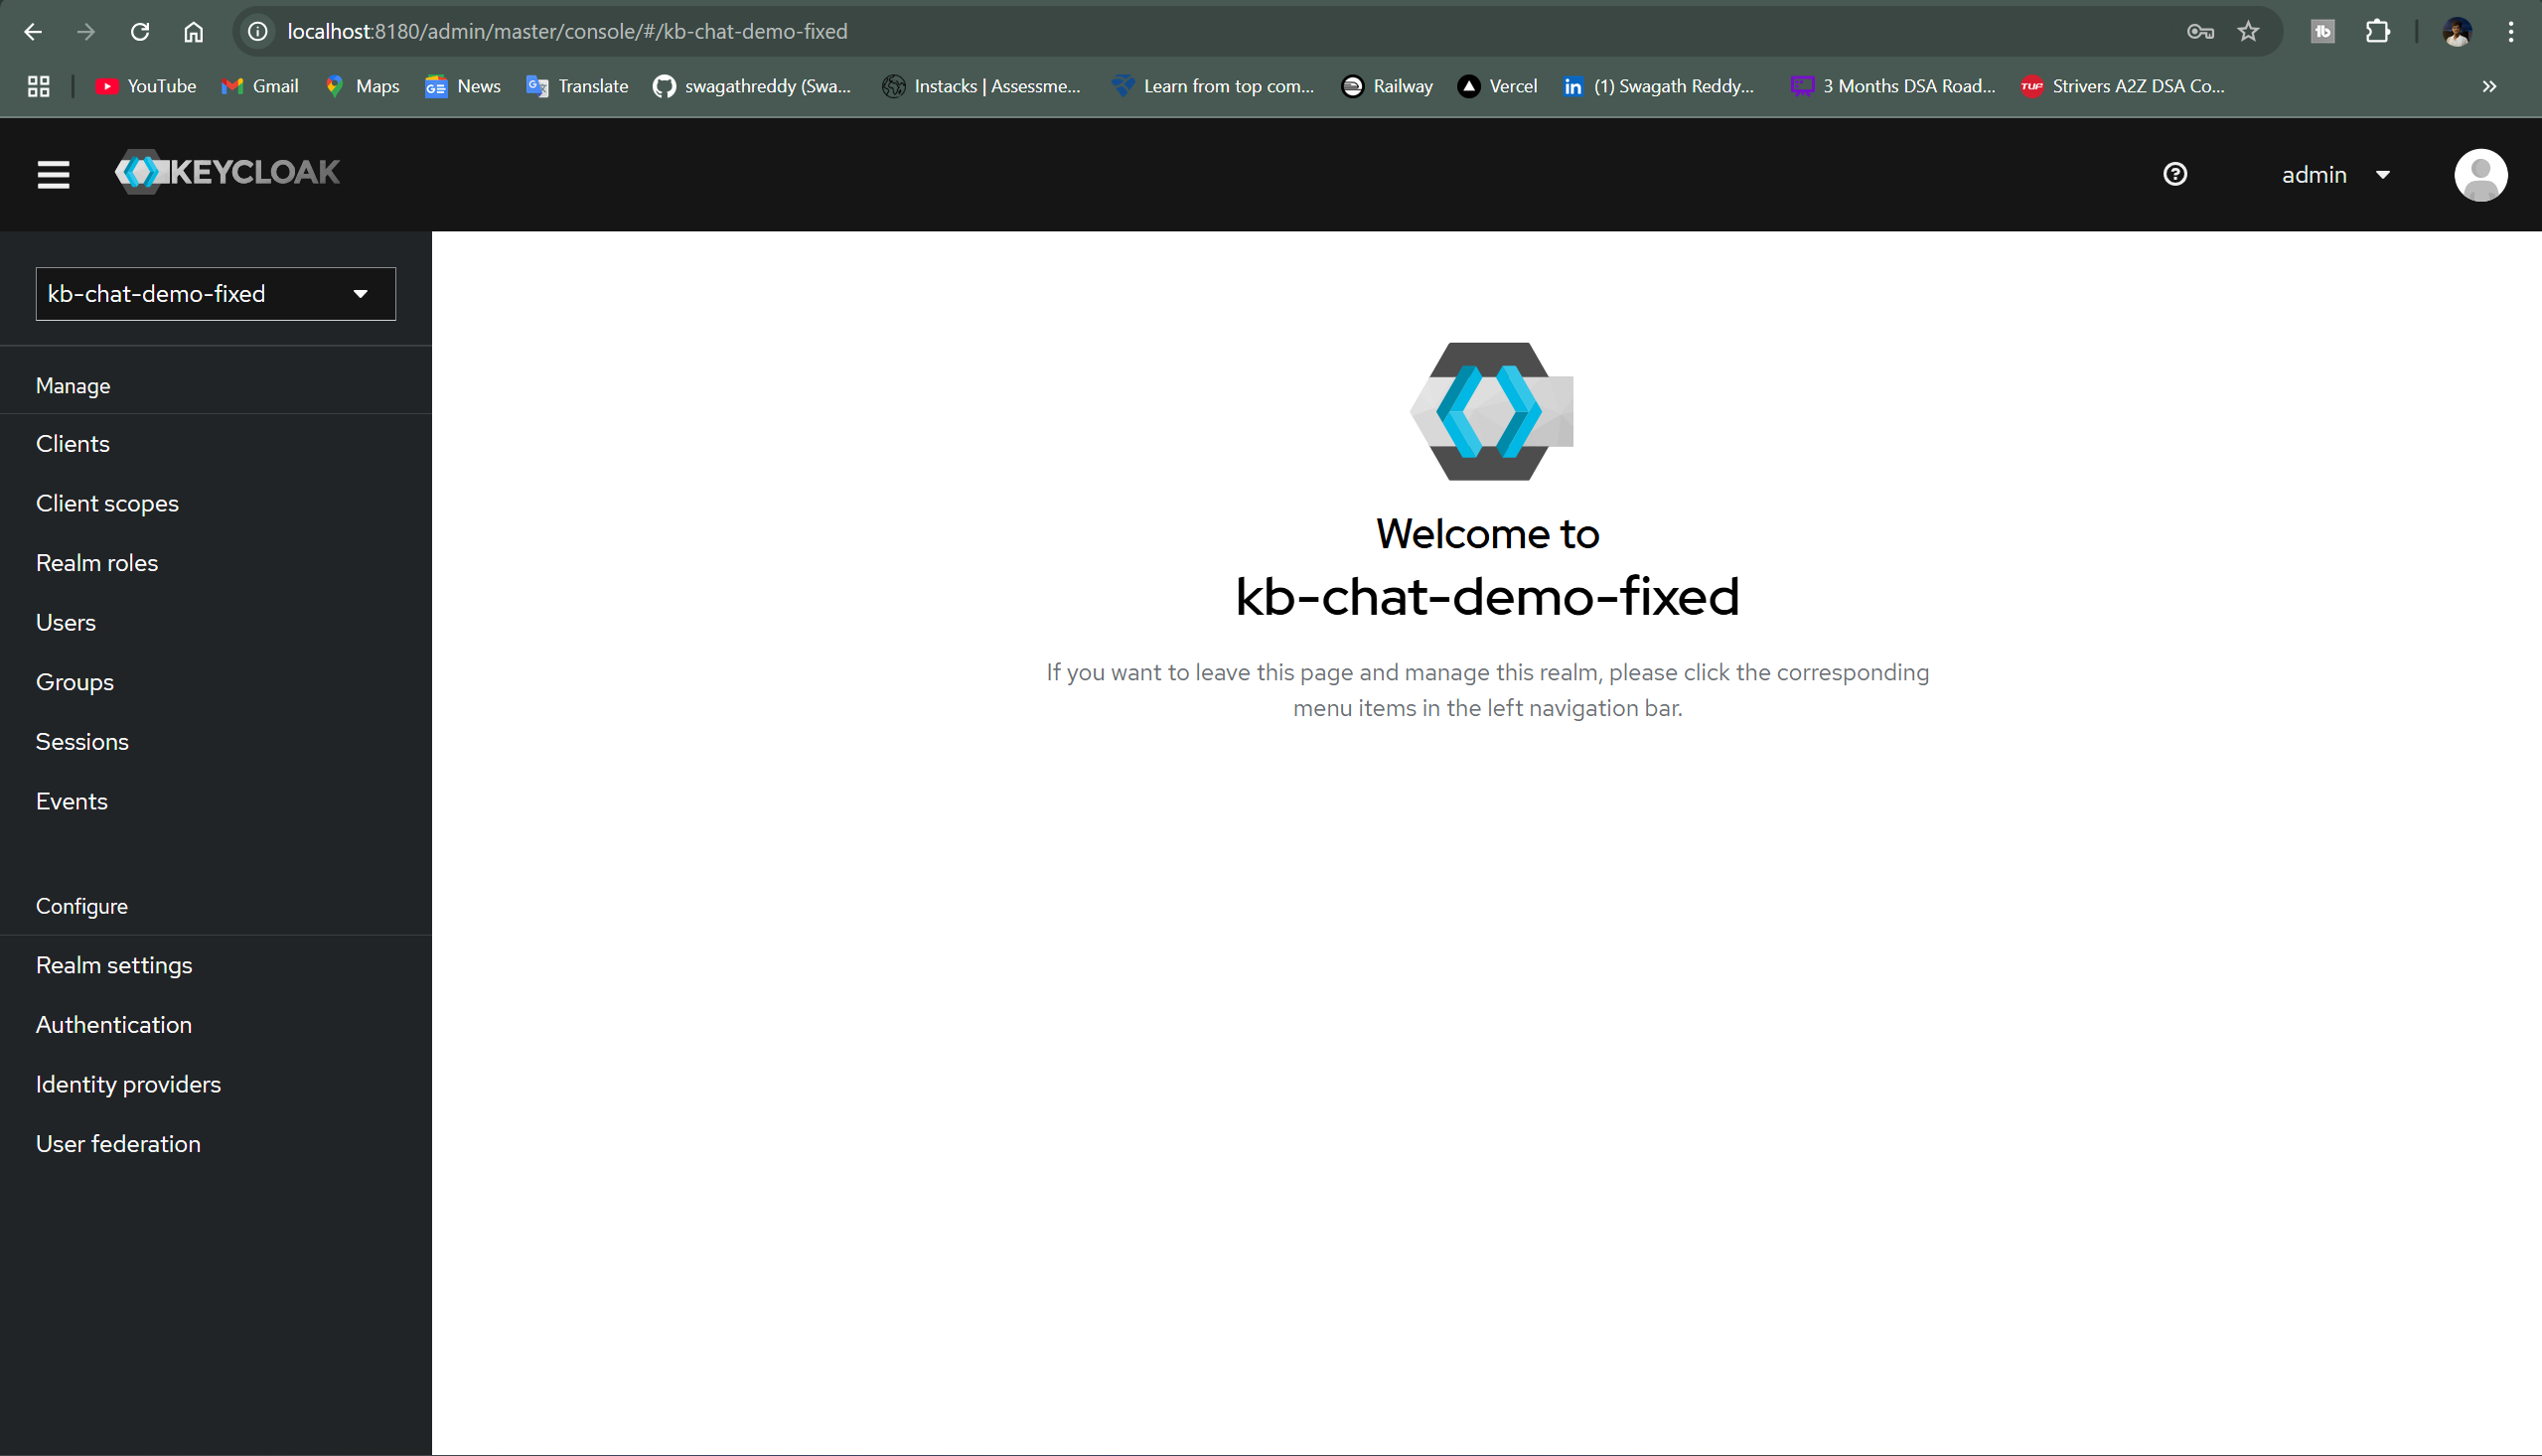 localhost:8180/admin/master/console/#/kb-chat-demo-fixed
YouTube Gmail Maps News Translate swagathreddy (Swa... Instacks | Assessme... Learn from top com... Railway Vercel (1) Swagath Reddy... 3 Months DSA Road... Strivers A2Z DSA Co...
KEYCLOAK
admin
kb-chat-demo-fixed
Manage
Clients
Client scopes
Realm roles
Users
Groups
Sessions
Events
Configure
Realm settings
Authentication
Identity providers
User federation
Welcome to
kb-chat-demo-fixed
If you want to leave this page and manage this realm, please click the corresponding
menu items in the left navigation bar.